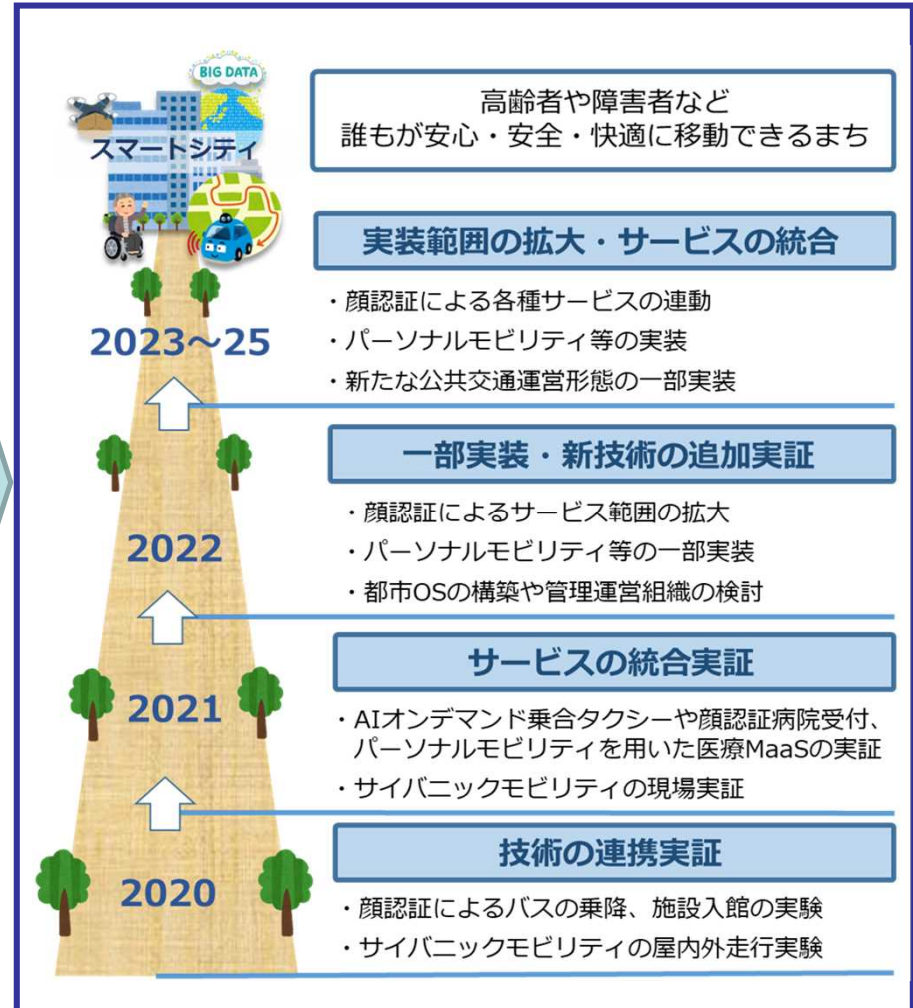 BIG DATA
スマートシティ
高齢者や障害者など
誰もが安心・安全・快適に移動できるまち
実装範囲の拡大・サービスの統合
・顔認証による各種サービスの連動
・パーソナルモビリティ等の実装
・新たな公共交通運営形態の一部実装
2023～25
一部実装・新技術の追加実証
・顔認証によるサービス範囲の拡大
・パーソナルモビリティ等の一部実装
・都市OSの構築や管理運営組織の検討
2022
サービスの統合実証
・AIオンデマンド乗合タクシーや顔認証病院受付、
パーソナルモビリティを用いた医療MaaSの実証
・サイバニックモビリティの現場実証
2021
技術の連携実証
・顔認証によるバスの乗降、施設入館の実験
・サイバニックモビリティの屋内外走行実験
2020